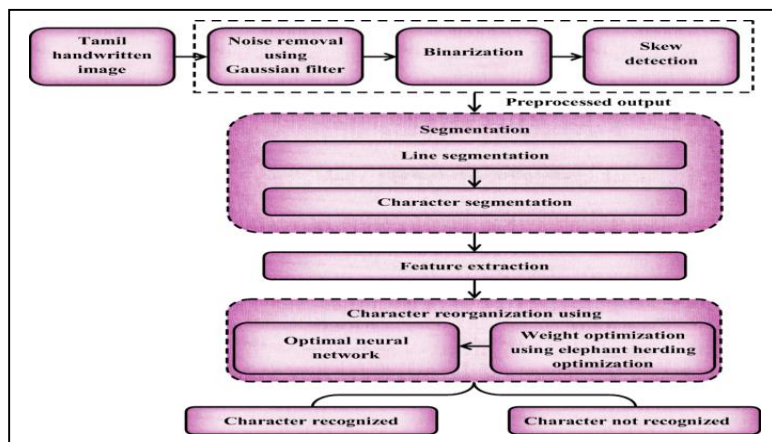 Tamil
handwritten
image
Noise removal
using
Gaussian filter
Binarization
Skew
detection
Preprocessed output
Segmentation
Line segmentation
Character segmentation
Feature extraction
Character reorganization using
Optimal neural
network
Weight optimization
using elephant herding
optimization
Character recognized
Character not recognized